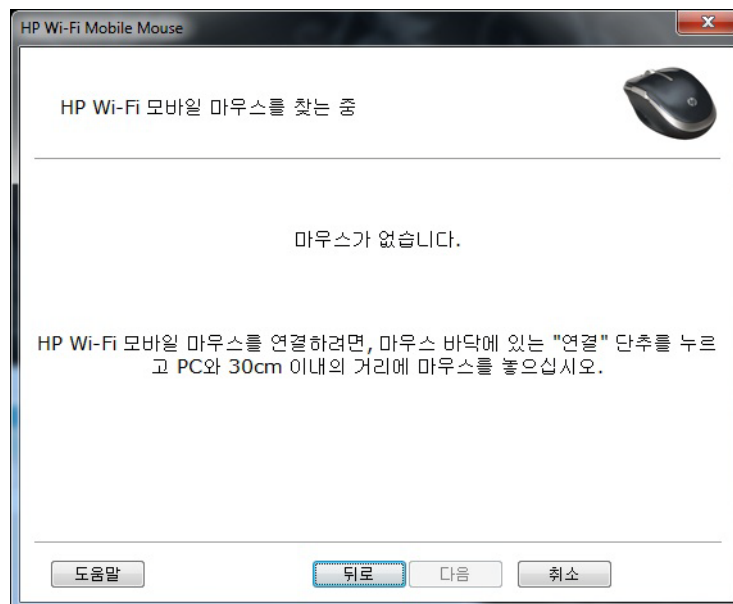 HP Wi-Fi Mobile Mouse
HP Wi-Fi 모바일 마우스를 찾는 중
마우스가 없습니다.
HP Wi-Fi 모바일 마우스를 연결하려면, 마우스 바닥에 있는 "연결" 단추를 누르
고 PC와 30cm 이내의 거리에 마우스를 놓으십시오.
도움말 뒤로 다음 취소